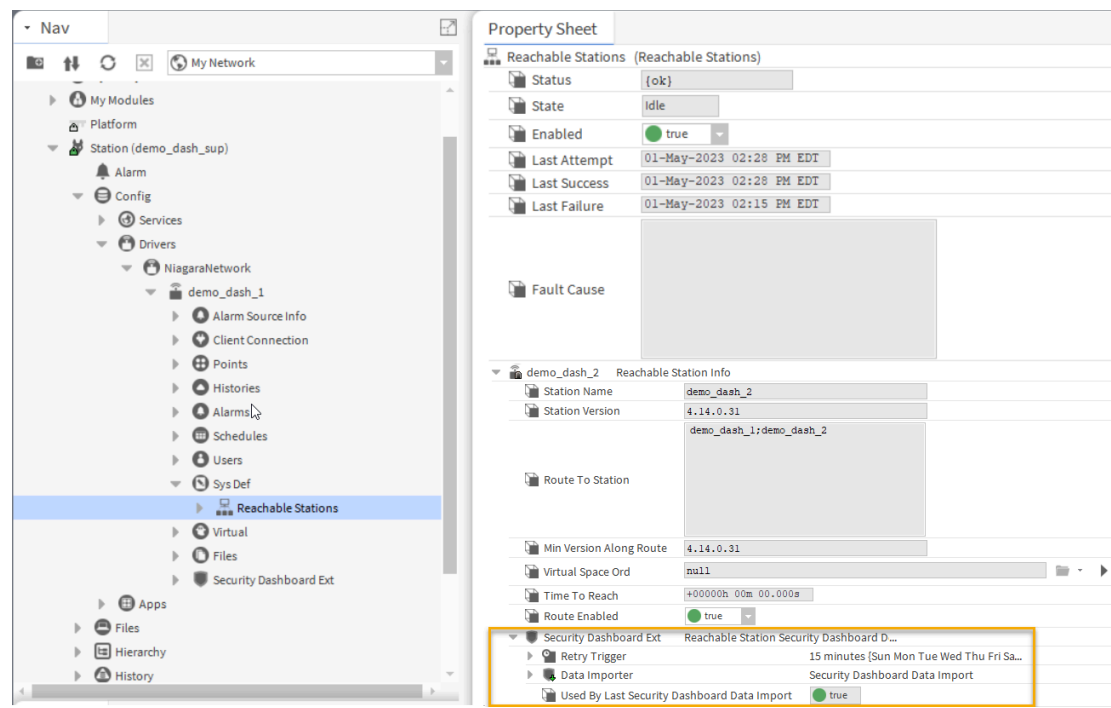 Nav
My Network
My Modules
Platform
Station (demo_dash_sup)
Alarm
Config
Services
Drivers
NiagaraNetwork
demo_dash_1
Alarm Source Info
Client Connection
Points
Histories
Alarms
Schedules
Users
Sys Def
Reachable Stations
Virtual
Files
Security Dashboard Ext
Apps
Files
Hierarchy
History
Property Sheet
Reachable Stations (Reachable Stations)
Status {ok}
State Idle
Enabled true
Last Attempt 01-May-2023 02:28 PM EDT
Last Success 01-May-2023 02:28 PM EDT
Last Failure 01-May-2023 02:15 PM EDT
Fault Cause
demo_dash_2 Reachable Station Info
Station Name demo_dash_2
Station Version 4.14.0.31
Route To Station demo_dash_1;demo_dash_2
Min Version Along Route 4.14.0.31
Virtual Space Ord null
Time To Reach +00000h 00m 00.000s
Route Enabled true
Security Dashboard Ext Reachable Station Security Dashboard D...
Retry Trigger 15 minutes {Sun Mon Tue Wed Thu Fri Sa...
Data Importer Security Dashboard Data Import
Used By Last Security Dashboard Data Import true